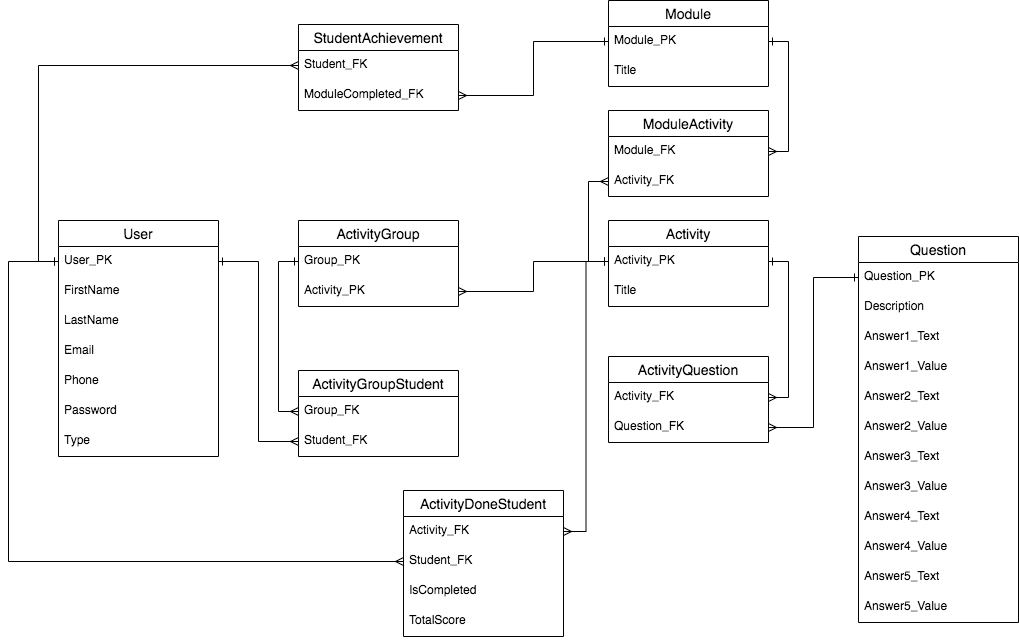 StudentAchievement
Student_FK
ModuleCompleted_FK
Module
Module_PK
Title
ModuleActivity
Module_FK
Activity_FK
User
User_PK
FirstName
LastName
Email
Phone
Password
Type
ActivityGroup
Group_PK
Activity_PK
Activity
Activity_PK
Title
Question
Question_PK
Description
Answer1_Text
Answer1_Value
Answer2_Text
Answer2_Value
Answer3_Text
Answer3_Value
Answer4_Text
Answer4_Value
Answer5_Text
Answer5_Value
ActivityGroupStudent
Group_FK
Student_FK
ActivityQuestion
Activity_FK
Question_FK
ActivityDoneStudent
Activity_FK
Student_FK
IsCompleted
TotalScore